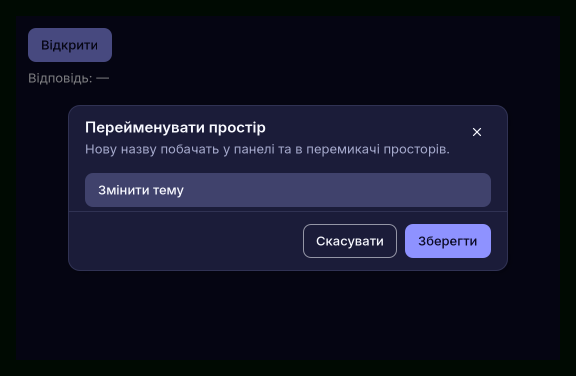 Відкрити
Відповідь: —
Перейменувати простір
Нову назву побачать у панелі та в перемикачі просторів.
Змінити тему
Скасувати
Зберегти